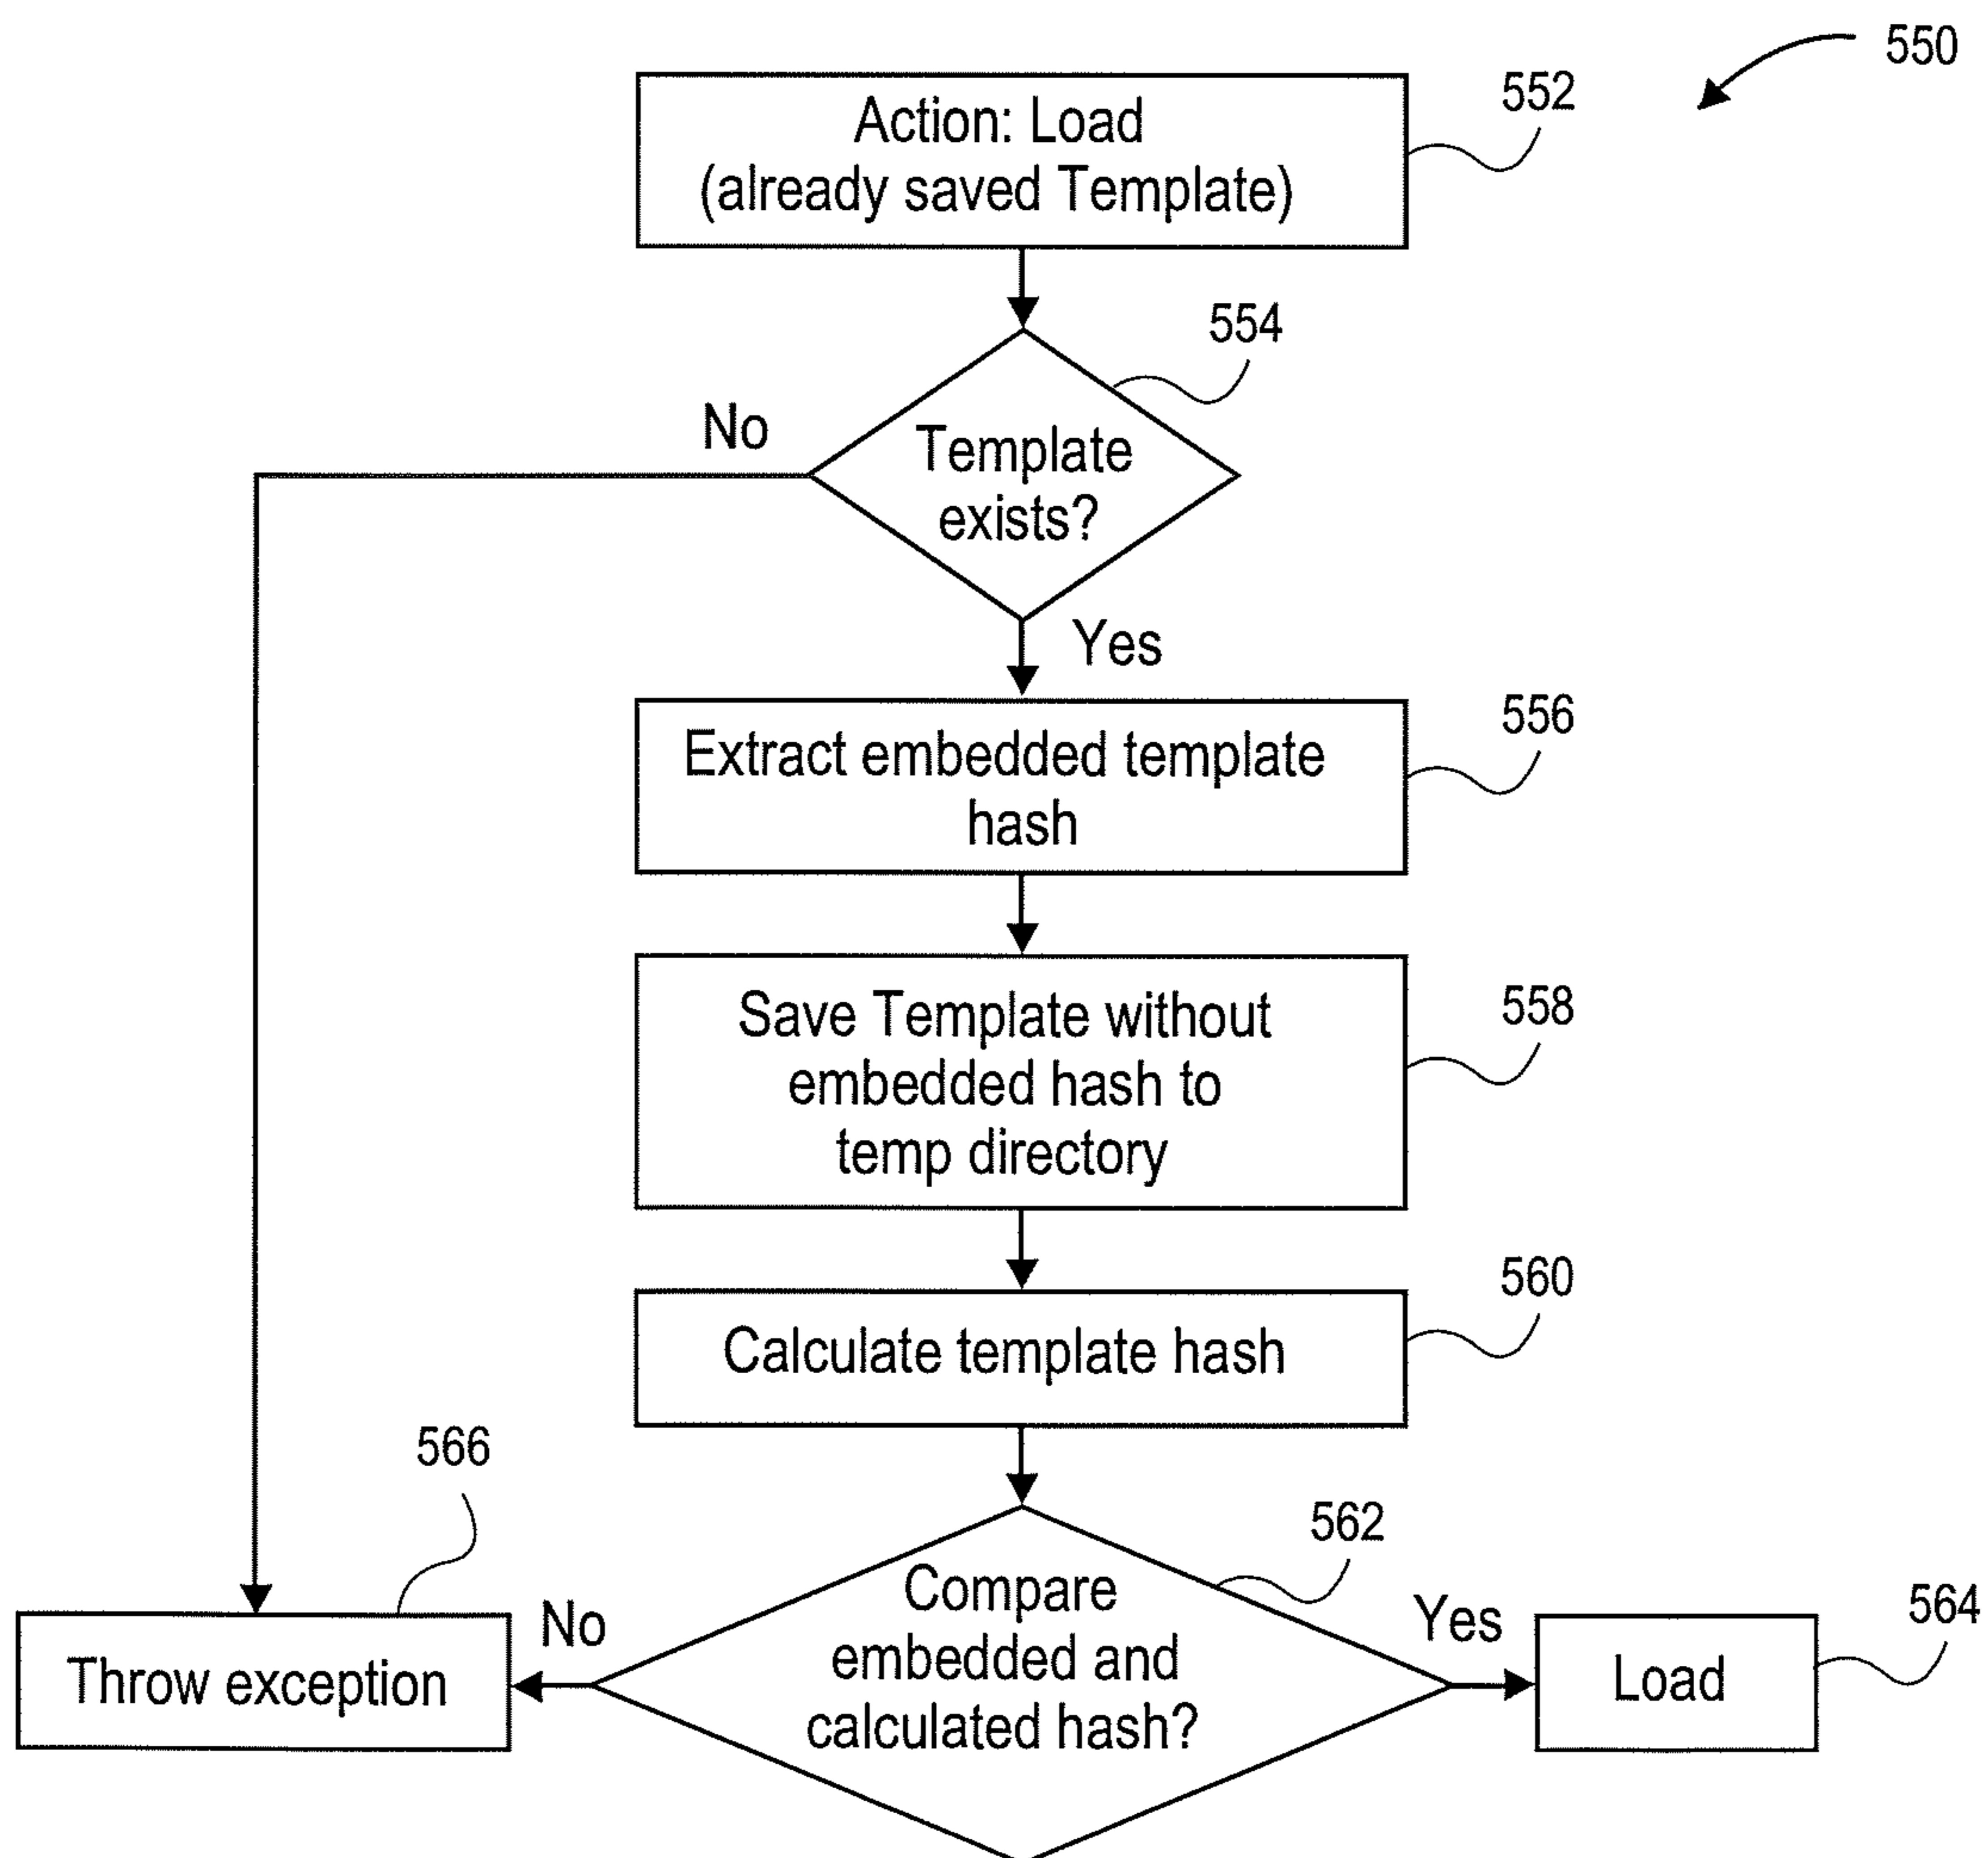 550
552
Action: Load
(already saved Template)
554
No
Template
exists?
Yes
556
Extract embedded template
hash
558
Save Template without
embedded hash to
temp directory
560
Calculate template hash
566
562
Compare
embedded and
calculated hash?
No
Yes
564
Throw exception
Load